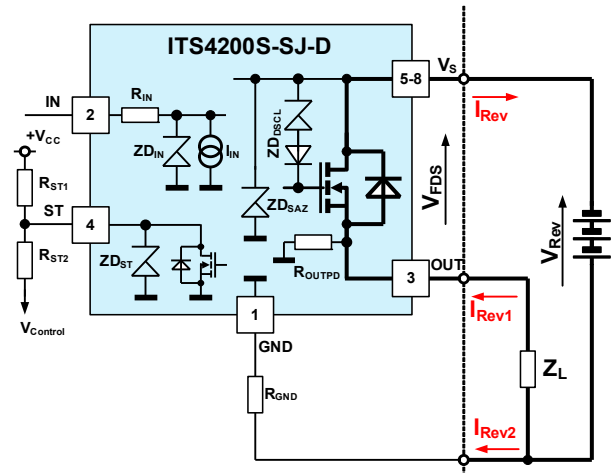 ITS4200S-SJ-D
5-8
VS
IRev
IN
2
RIN
+VCC
ZDIN
IIN
ZDDSCL
VFDS
RST1
ST
4
ZDSAZ
VRev
RST2
ZDST
ROUTPD
3
OUT
IRev1
VControl
1
GND
ZL
RGND
IRev2